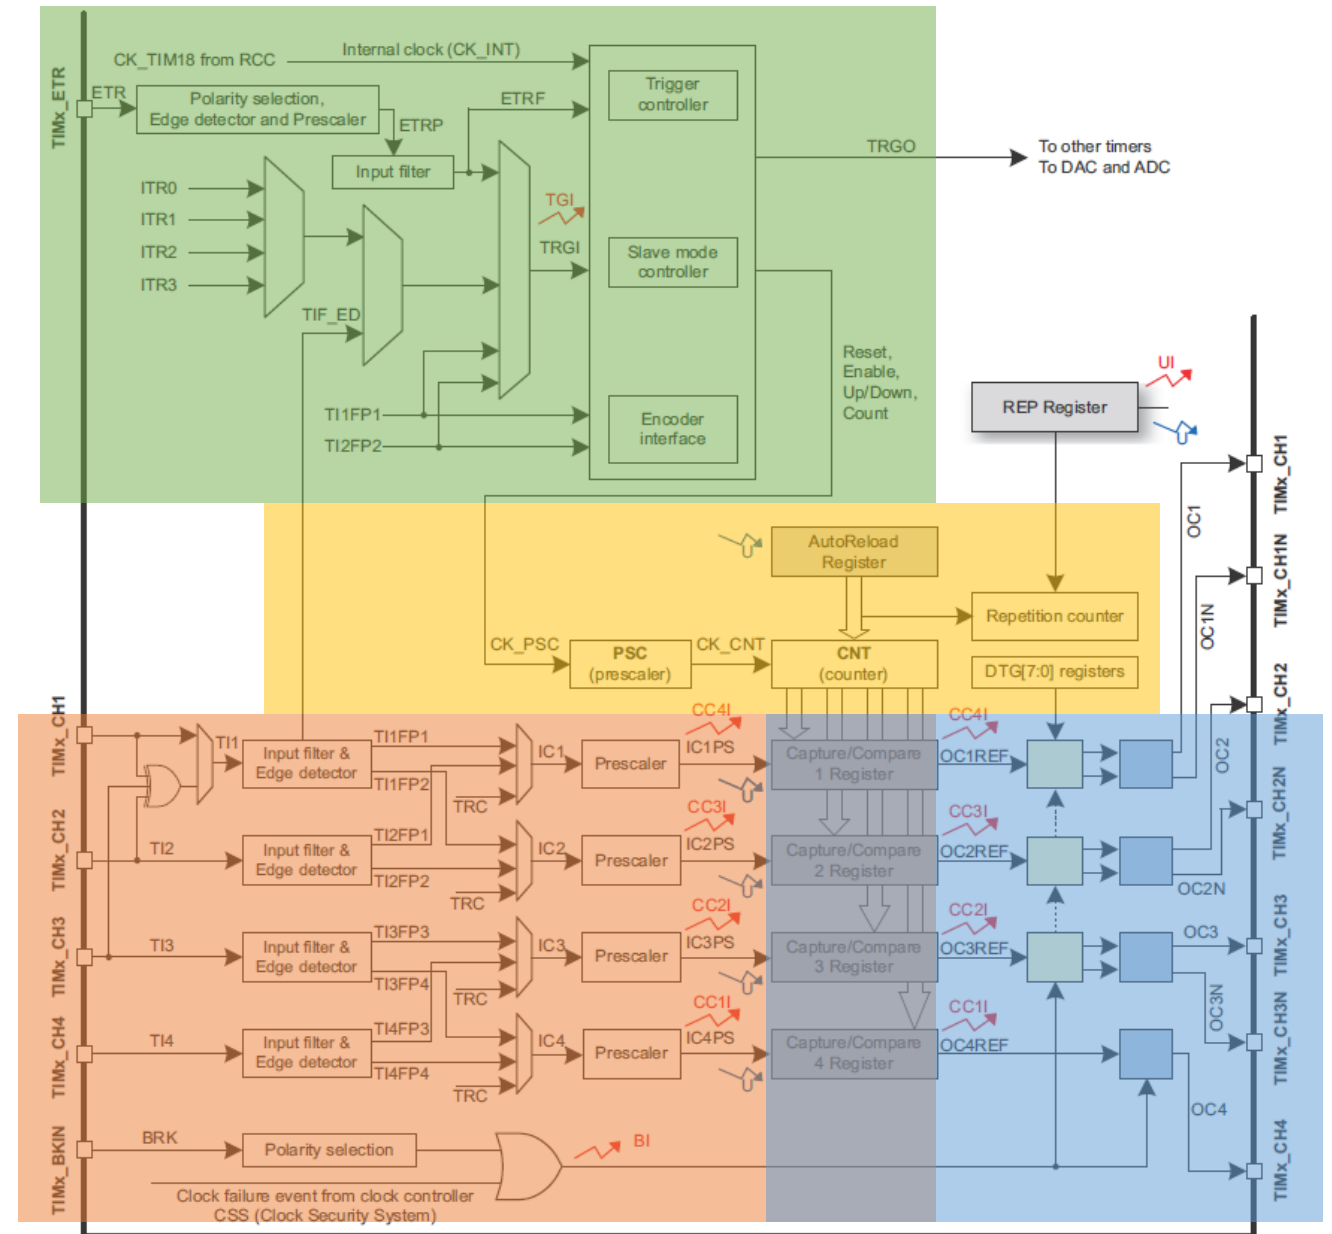 CK_TIM18 from RCC
Internal clock (CK_INT)
TIMx_ETR
ETR
Polarity selection,
Edge detector and Prescaler
ETRP
ETRF
Input filter
Trigger
controller
TRGO
To other timers
To DAC and ADC
ITR0
ITR1
ITR2
ITR3
TGI
TRGI
Slave mode
controller
TIF_ED
Reset,
Enable,
Up/Down,
Count
UI
REP Register
TI1FP1
TI2FP2
Encoder
interface
TIMx_CH1
OC1
AutoReload
Register
TIMx_CH1N
OC1N
Repetition counter
CK_PSC
PSC
(prescaler)
CK_CNT
CNT
(counter)
DTG[7:0] registers
TIMx_CH2
OC2
TIMx_CH1
TI1
Input filter &
Edge detector
TI1FP1
TI1FP2
TRC
IC1
Prescaler
CC4I
IC1PS
Capture/Compare
1 Register
CC4I
OC1REF
TIMx_CH2N
TIMx_CH2
TI2
Input filter &
Edge detector
TI2FP1
TI2FP2
TRC
IC2
Prescaler
CC3I
IC2PS
Capture/Compare
2 Register
CC3I
OC2REF
OC2N
TIMx_CH3
TIMx_CH3
TI3
Input filter &
Edge detector
TI3FP3
TI3FP4
TRC
IC3
Prescaler
CC2I
IC3PS
Capture/Compare
3 Register
CC2I
OC3REF
OC3
OC3N
TIMx_CH3N
TIMx_CH4
TI4
Input filter &
Edge detector
TI4FP3
TI4FP4
TRC
IC4
Prescaler
CC1I
IC4PS
Capture/Compare
4 Register
CC1I
OC4REF
OC4
TIMx_CH4
TIMx_BKIN
BRK
Polarity selection
BI
Clock failure event from clock controller
CSS (Clock Security System)